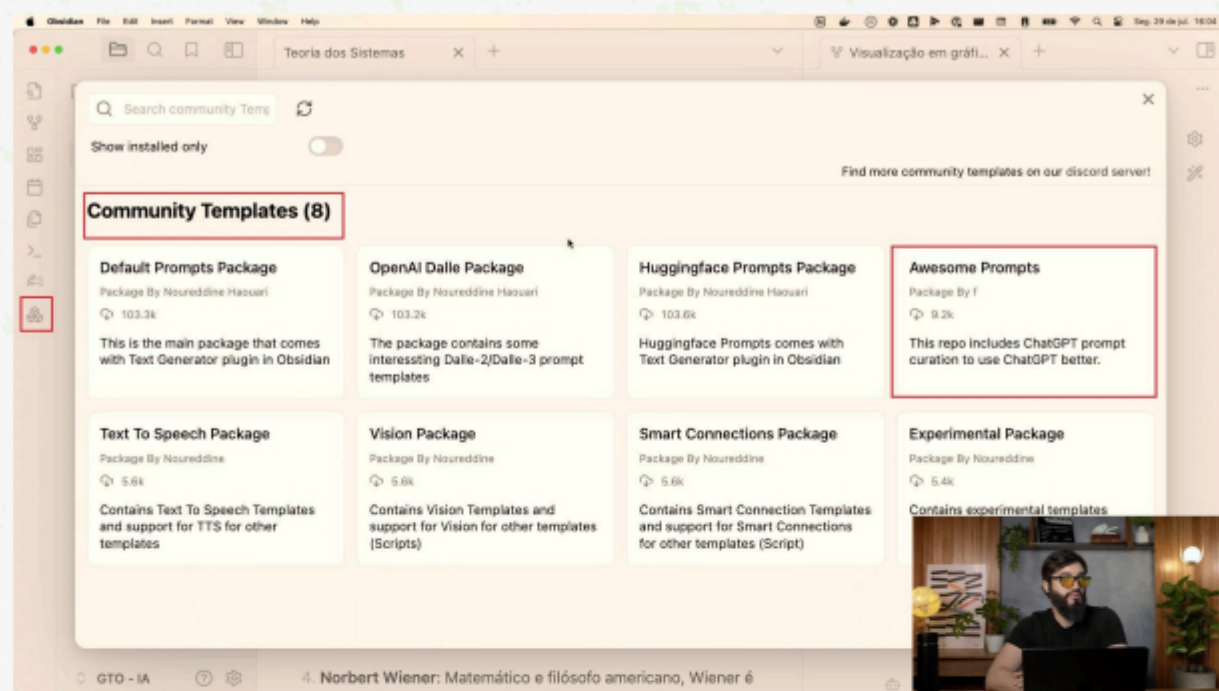 Obsidian File Edit Insert Format View Window Help
Seg. 29 de jul. 16:04
Teoria dos Sistemas
Visualização em gráfi...
Search community Temp
Show installed only
Find more community templates on our discord server!
Community Templates (8)
Default Prompts Package
Package By Noureddine Haouari
103.3k
This is the main package that comes
with Text Generator plugin in Obsidian
OpenAI Dalle Package
Package By Noureddine Haouari
103.2k
The package contains some
interessting Dalle-2/Dalle-3 prompt
templates
Huggingface Prompts Package
Package By Noureddine Haouari
103.6k
Huggingface Prompts comes with
Text Generator plugin in Obsidian
Awesome Prompts
Package By f
9.2k
This repo includes ChatGPT prompt
curation to use ChatGPT better.
Text To Speech Package
Package By Noureddine
5.6k
Contains Text To Speech Templates
and support for TTS for other
templates
Vision Package
Package By Noureddine
5.6k
Contains Vision Templates and
support for Vision for other templates
(Scripts)
Smart Connections Package
Package By Noureddine
5.6k
Contains Smart Connection Templates
and support for Smart Connections
for other templates (Script)
Experimental Package
Package By Noureddine
5.4k
Contains experimental templates
GTO - IA
4. Norbert Wiener: Matemático e filósofo americano, Wiener é